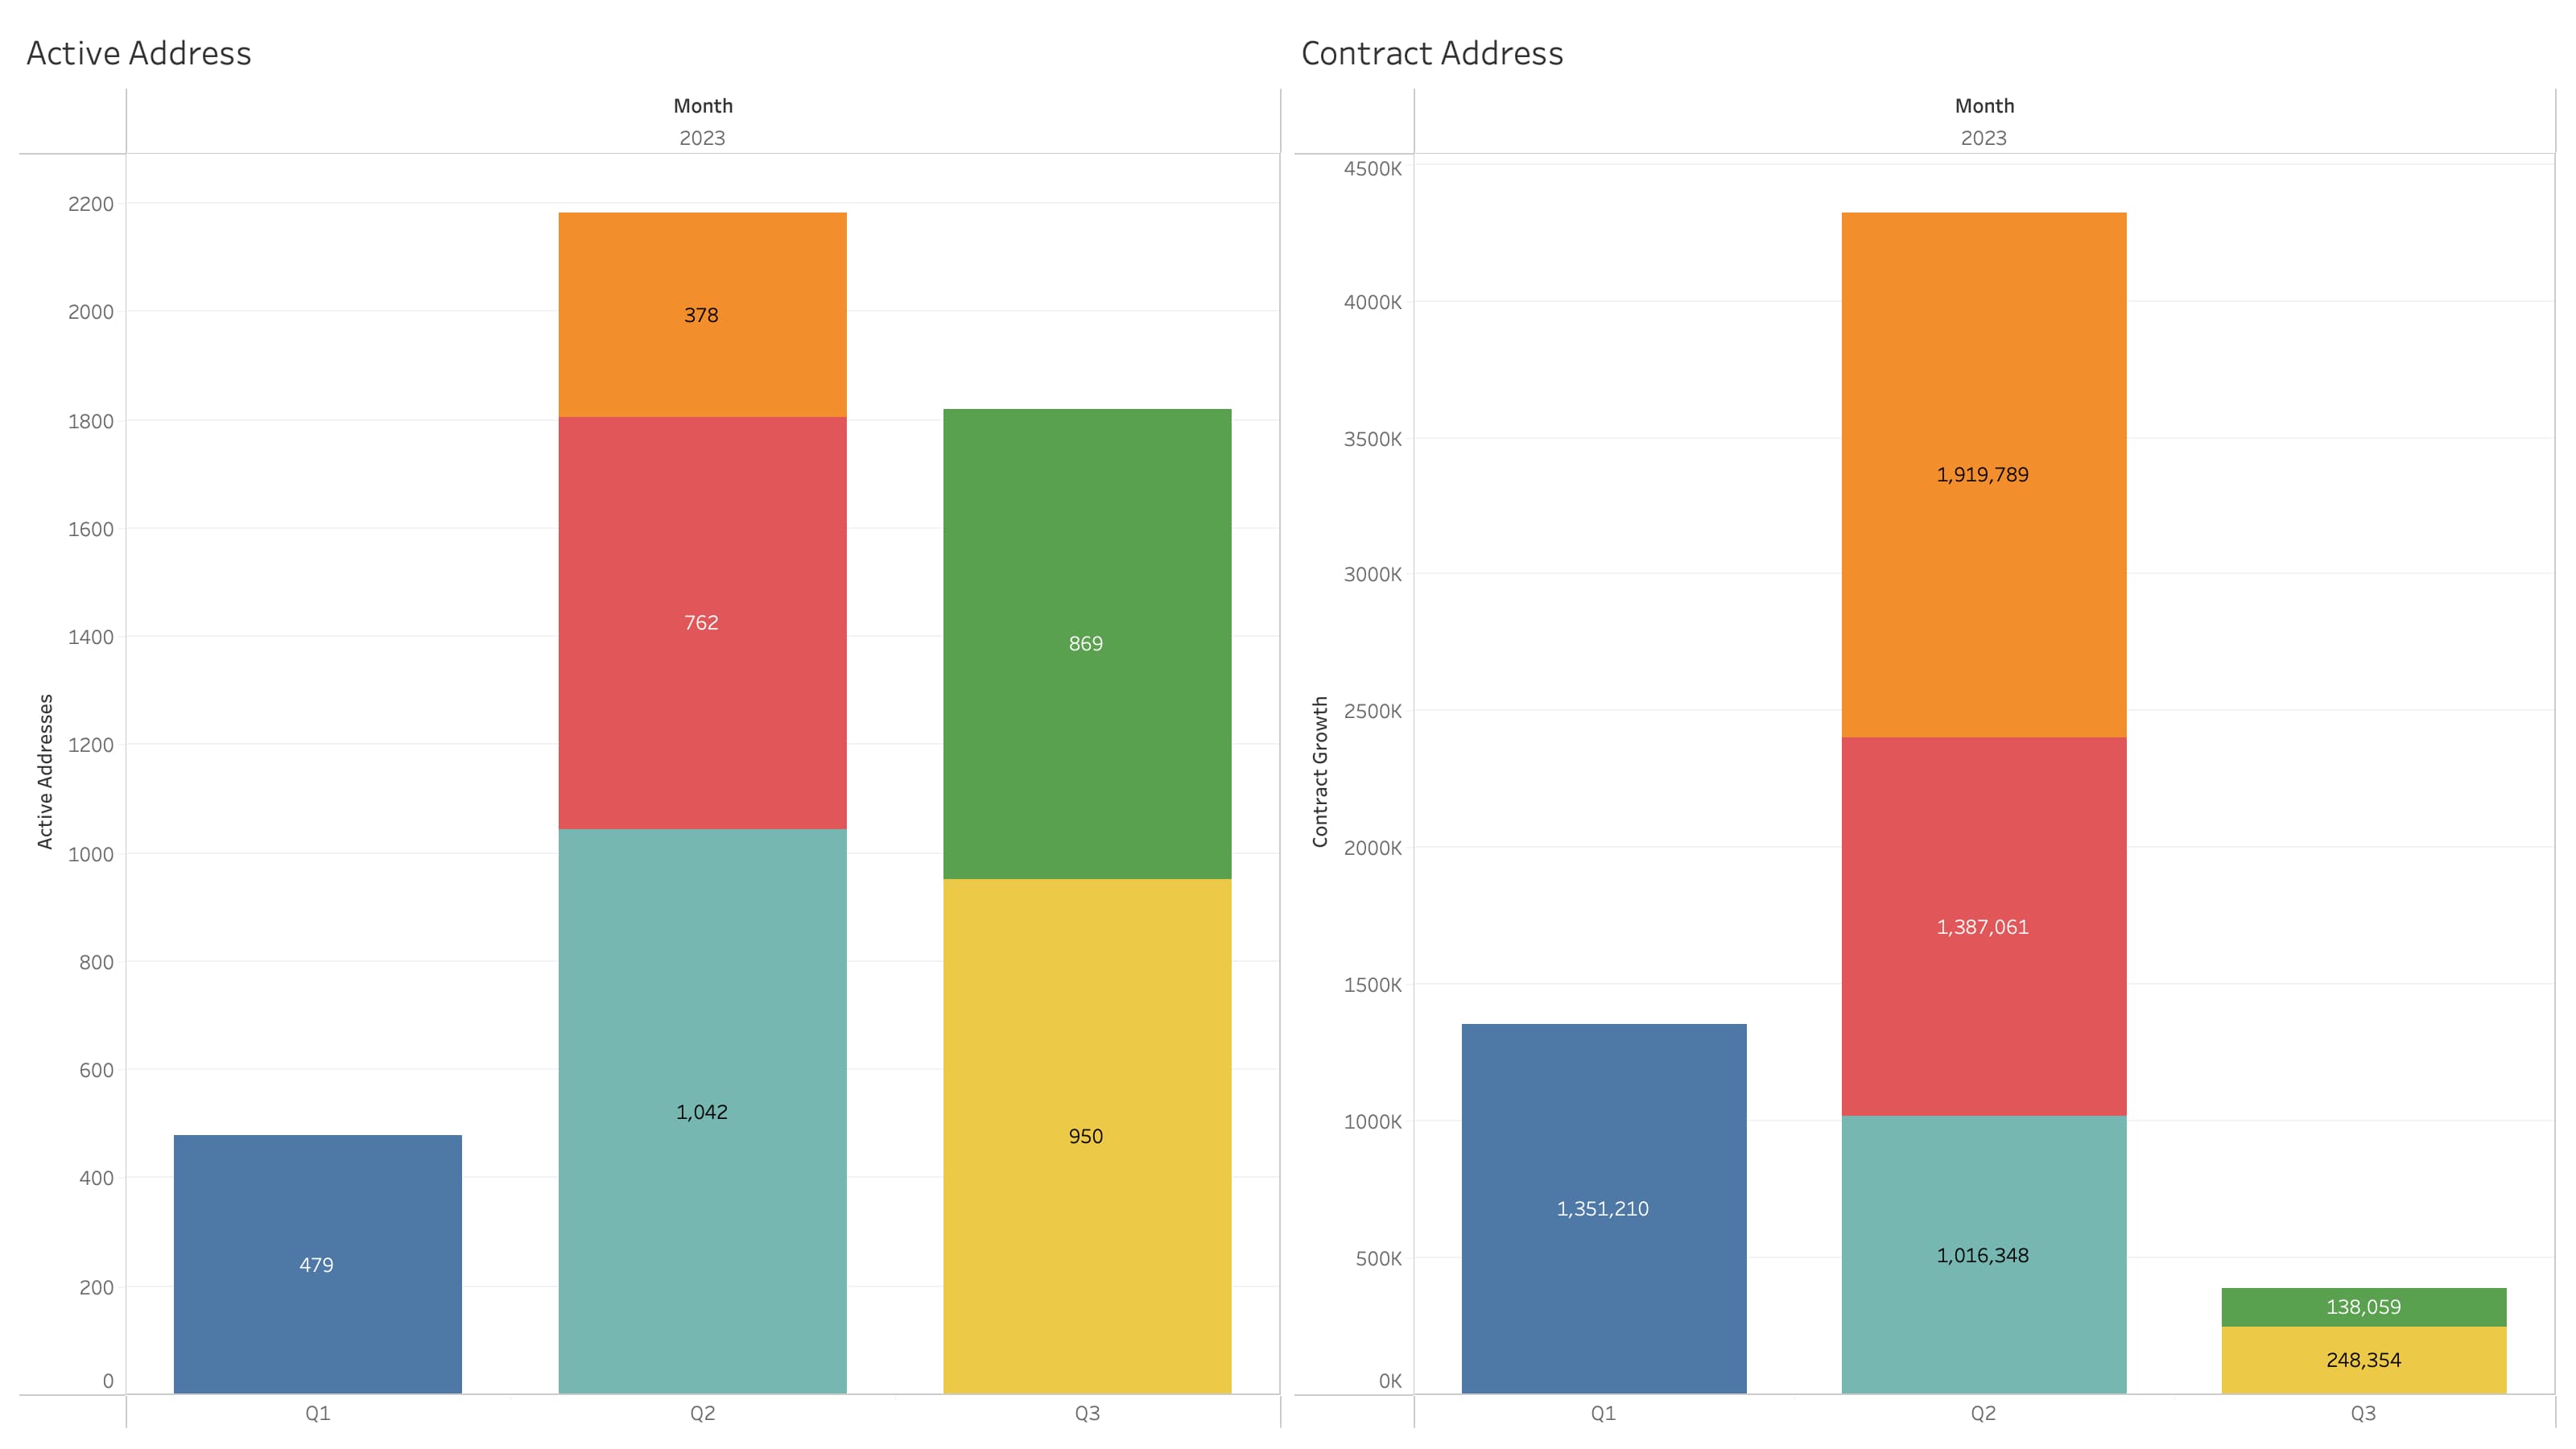 Active Address
Month
2023
2200
2000
1800
1600
1400
1200
1000
800
600
400
200
0
Active Addresses
378
762
1,042
869
950
479
Q1
Q2
Q3
Contract Address
Month
2023
4500K
4000K
3500K
3000K
2500K
2000K
1500K
1000K
500K
0K
Contract Growth
1,919,789
1,387,061
1,016,348
1,351,210
138,059
248,354
Q1
Q2
Q3